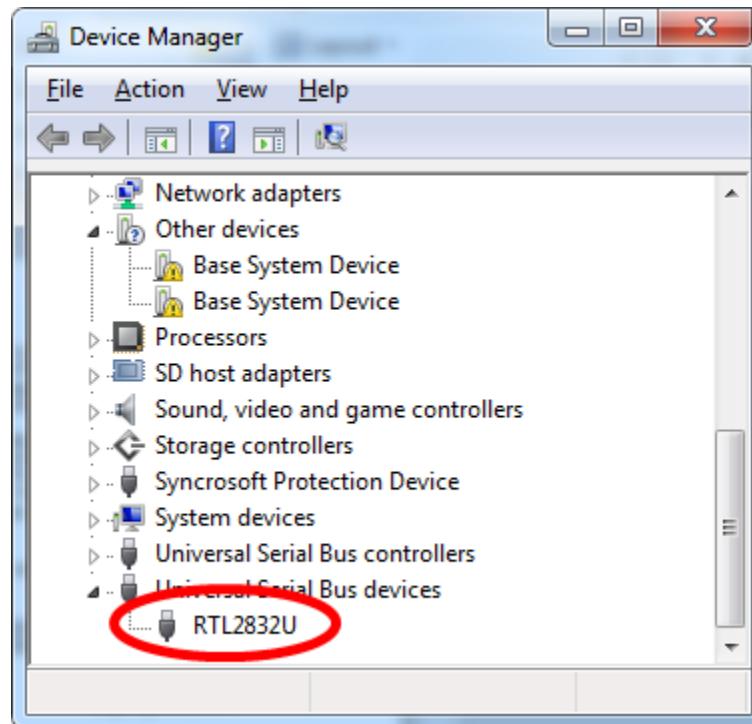 Device Manager
File Action View Help
Network adapters
Other devices
Base System Device
Base System Device
Processors
SD host adapters
Sound, video and game controllers
Storage controllers
Syncrosoft Protection Device
System devices
Universal Serial Bus controllers
Universal Serial Bus devices
RTL2832U